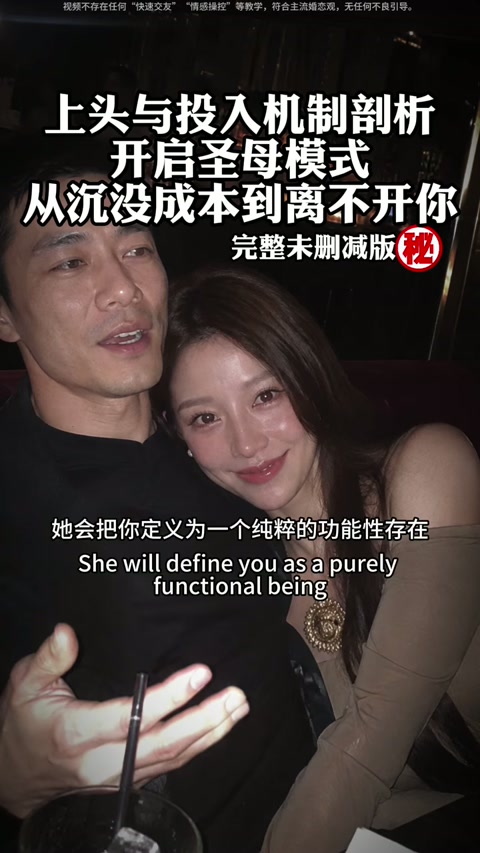 视频不存在任何“快速交友”“情感操控”等教学，符合主流婚恋观，无任何不良引导。
上头与投入机制剖析
开启圣母模式
从沉没成本到离不开你
完整未删减版 秘
她会把你定义为一个纯粹的功能性存在
She will define you as a purely
functional being